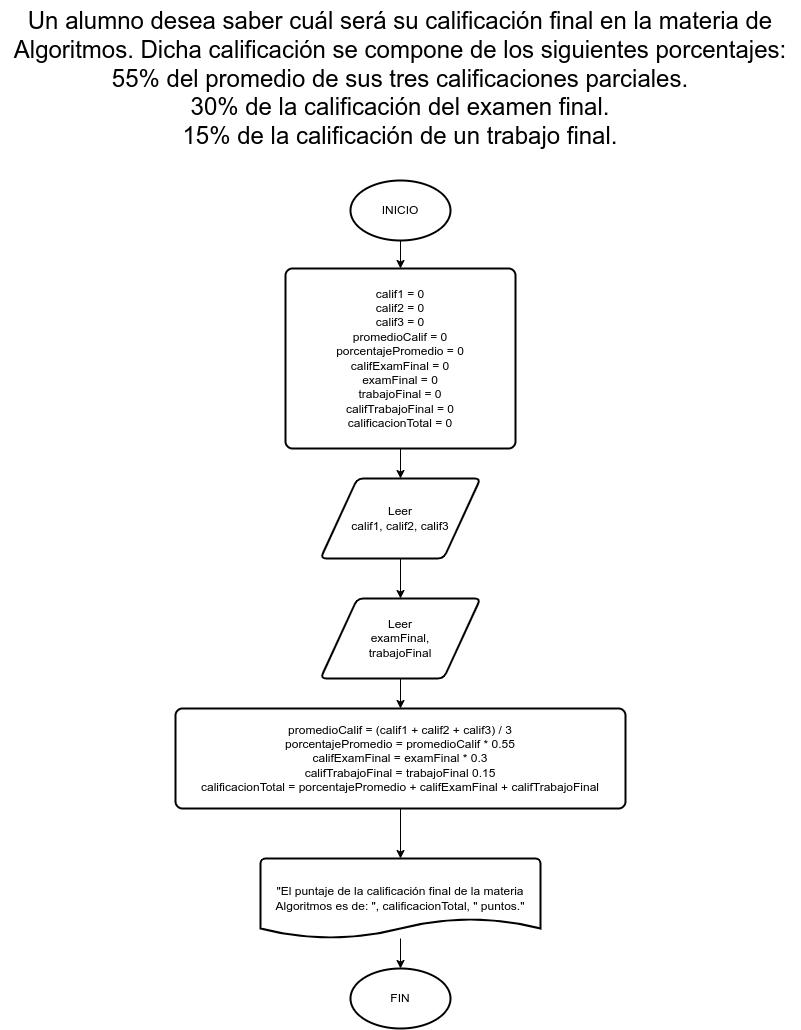 Un alumno desea saber cuál será su calificación final en la materia de
Algoritmos. Dicha calificación se compone de los siguientes porcentajes:
55% del promedio de sus tres calificaciones parciales.
30% de la calificación del examen final.
15% de la calificación de un trabajo final.
INICIO
calif1 = 0
calif2 = 0
calif3 = 0
promedioCalif = 0
porcentajePromedio = 0
califExamFinal = 0
examFinal = 0
trabajoFinal = 0
califTrabajoFinal = 0
calificacionTotal = 0
Leer
calif1, calif2, calif3
Leer
examFinal,
trabajoFinal
promedioCalif = (calif1 + calif2 + calif3) / 3
porcentajePromedio = promedioCalif * 0.55
califExamFinal = examFinal * 0.3
califTrabajoFinal = trabajoFinal 0.15
calificacionTotal = porcentajePromedio + califExamFinal + califTrabajoFinal
"El puntaje de la calificación final de la materia
Algoritmos es de: ", calificacionTotal, " puntos."
FIN